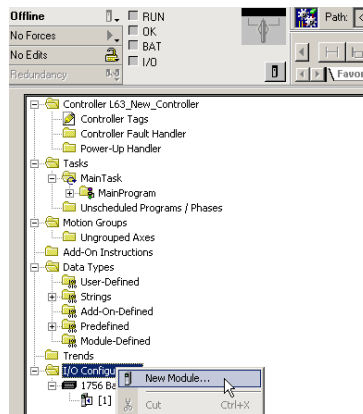 Offline
RUN
Path:
No Forces
OK
No Edits
BAT
Redundancy
I/O
Favor
Controller L63_New_Controller
Controller Tags
Controller Fault Handler
Power-Up Handler
Tasks
MainTask
MainProgram
Unscheduled Programs / Phases
Motion Groups
Ungrouped Axes
Add-On Instructions
Data Types
User-Defined
Strings
Add-On-Defined
Predefined
Module-Defined
Trends
I/O Configu
New Module...
1756 Ba
[1]
Cut Ctrl+X